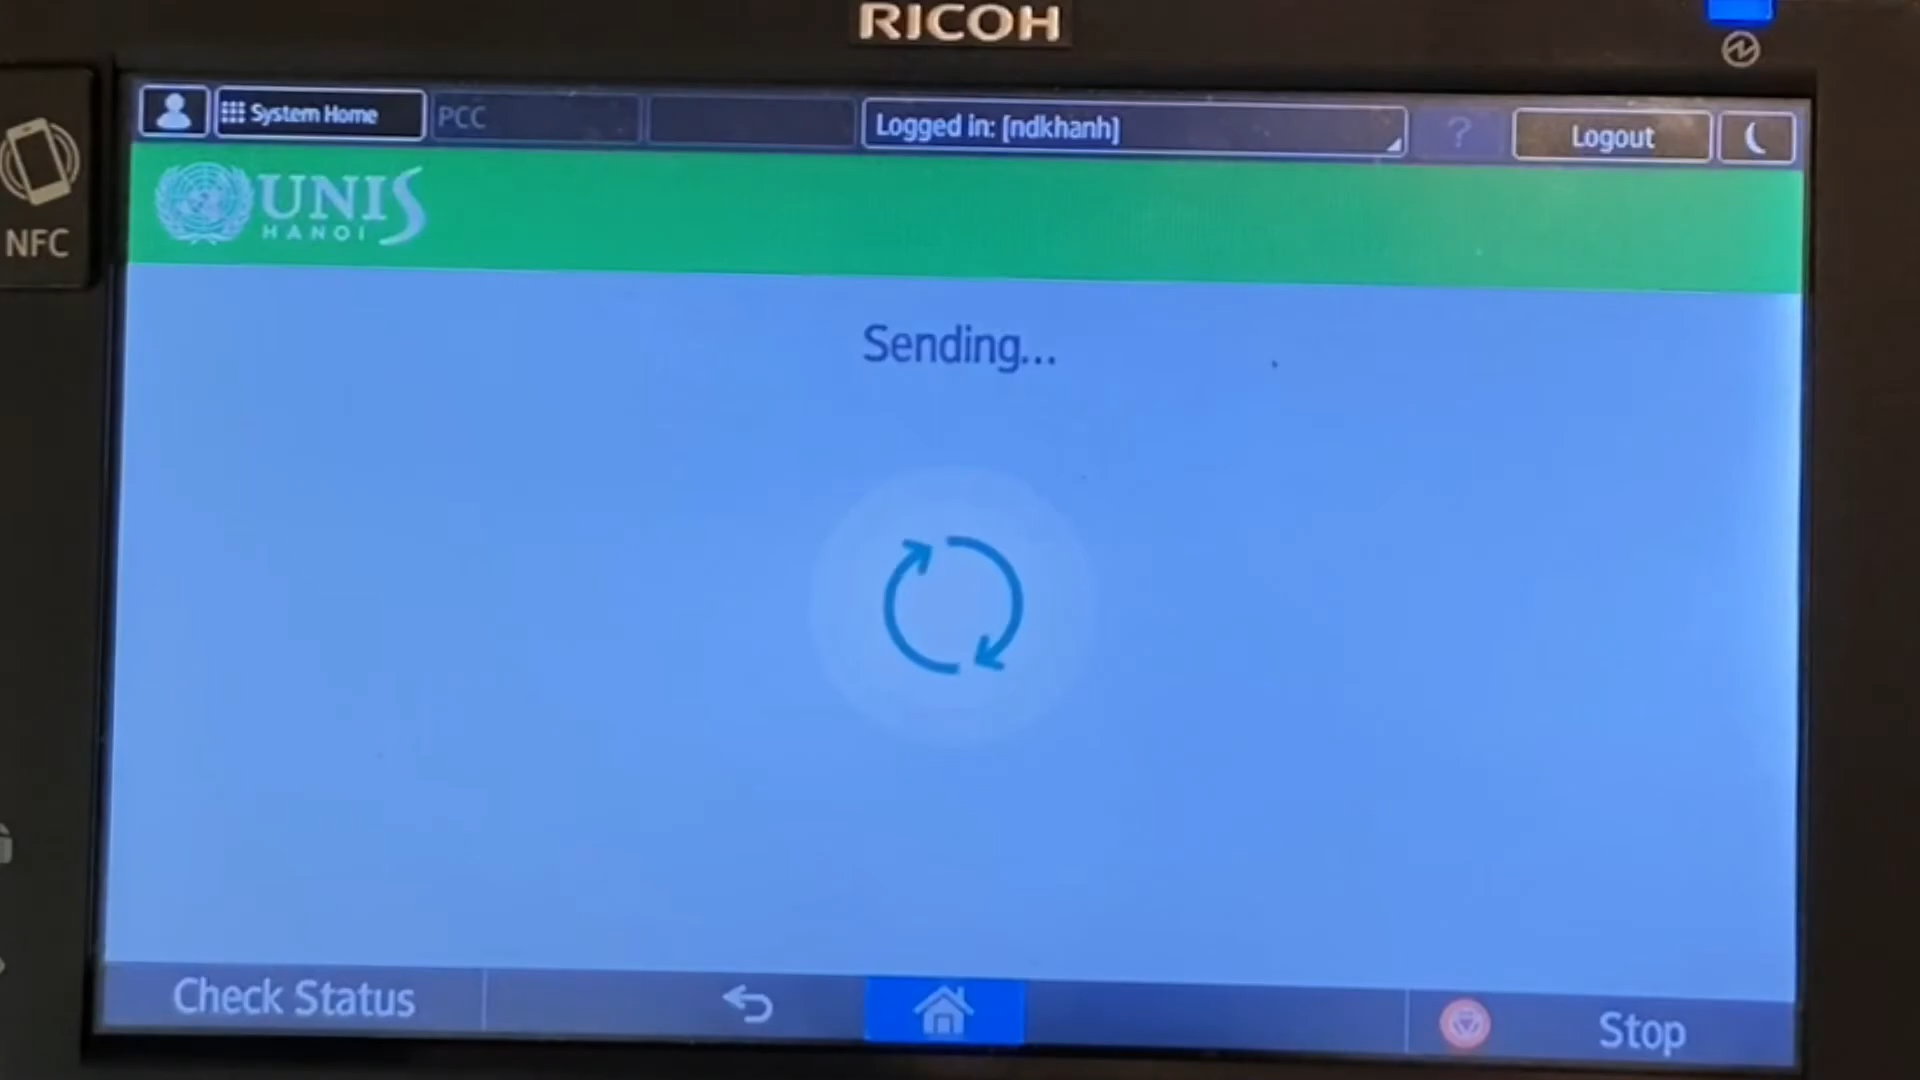 RICOH
System Home
PCC
Logged in: [ndkhanh]
?
Logout
NFC
UNIS
HANOI
Sending...
Check Status
Stop